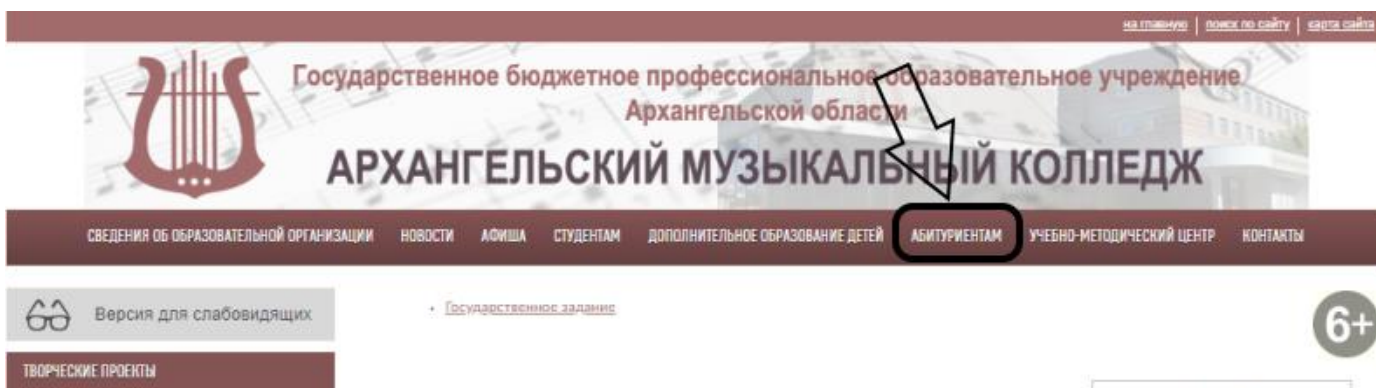 на главную | поиск по сайту | карта сайта
Государственное бюджетное профессиональное образовательное учреждение
Архангельской области
АРХАНГЕЛЬСКИЙ МУЗЫКАЛЬНЫЙ КОЛЛЕДЖ
СВЕДЕНИЯ ОБ ОБРАЗОВАТЕЛЬНОЙ ОРГАНИЗАЦИИ НОВОСТИ АФИША СТУДЕНТАМ ДОПОЛНИТЕЛЬНОЕ ОБРАЗОВАНИЕ ДЕТЕЙ АБИТУРИЕНТАМ УЧЕБНО-МЕТОДИЧЕСКИЙ ЦЕНТР КОНТАКТЫ
Версия для слабовидящих
• Государственное задание
6+
ТВОРЧЕСКИЕ ПРОЕКТЫ